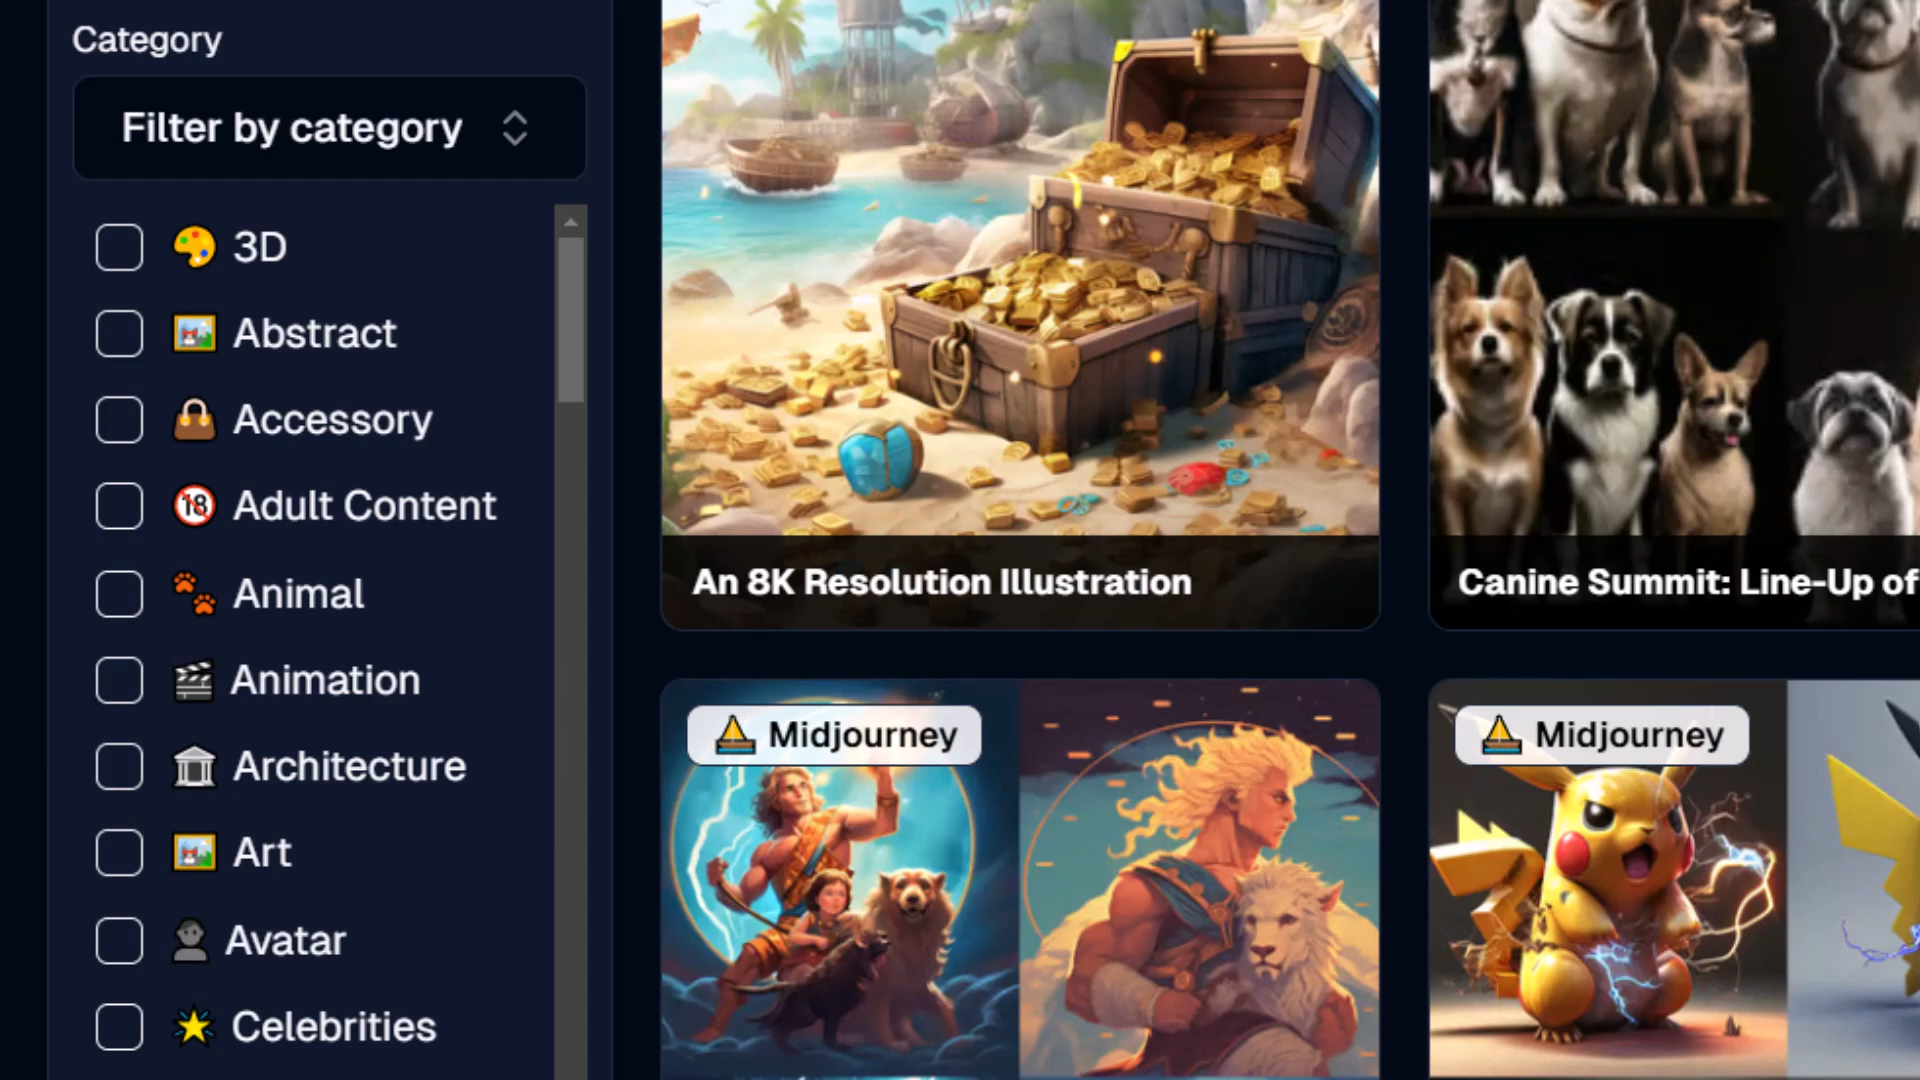 Category
Filter by category
3D
Abstract
Accessory
18 Adult Content
Animal
Animation
Architecture
Art
Avatar
Celebrities
An 8K Resolution Illustration
Canine Summit: Line-Up of
Midjourney
Midjourney